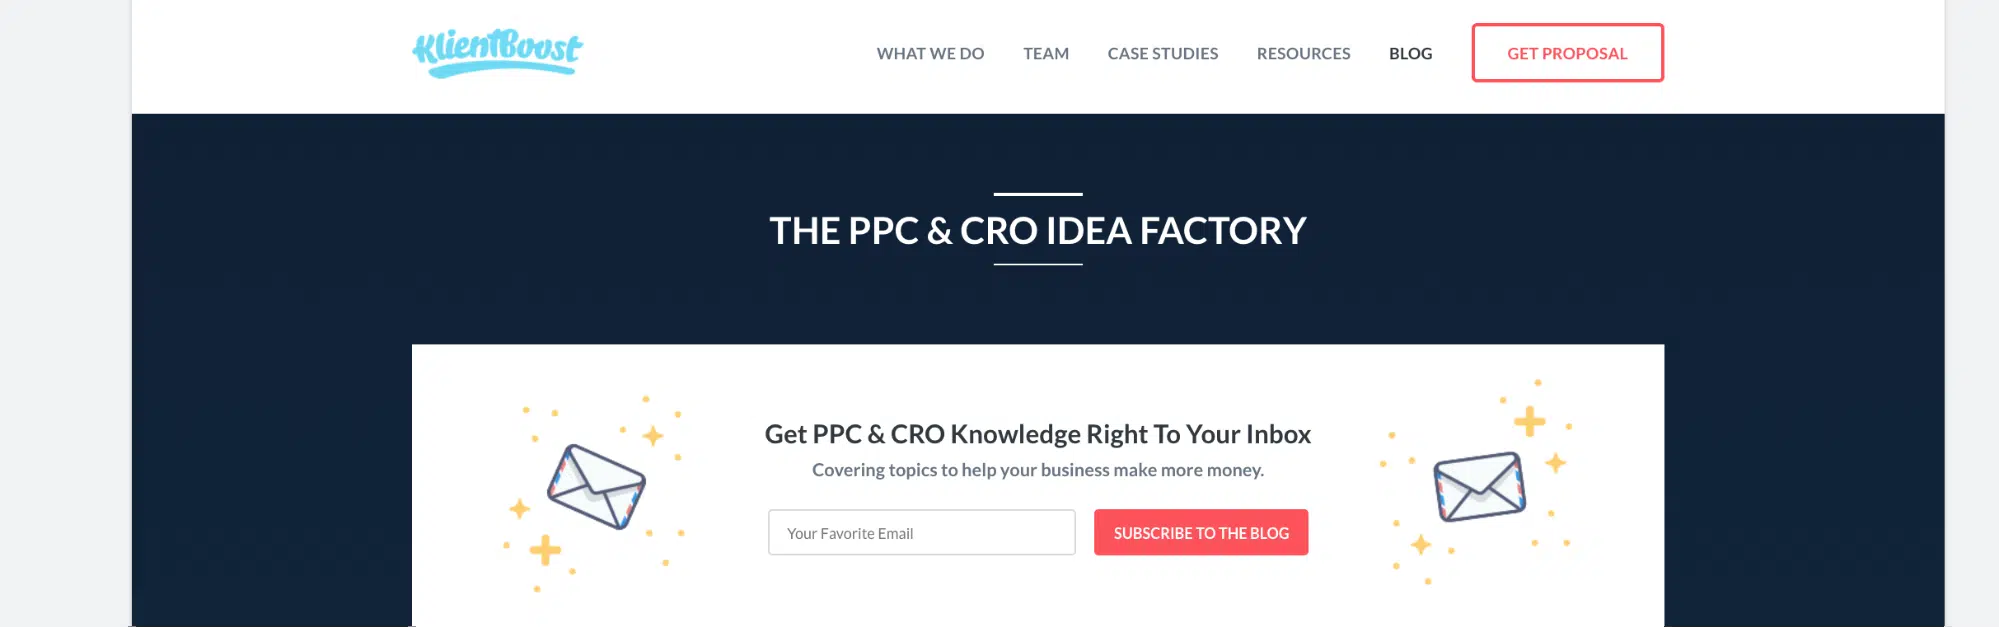 KlientBoost
WHAT WE DO TEAM CASE STUDIES RESOURCES BLOG GET PROPOSAL
THE PPC & CRO IDEA FACTORY
Get PPC & CRO Knowledge Right To Your Inbox
Covering topics to help your business make more money.
Your Favorite Email SUBSCRIBE TO THE BLOG